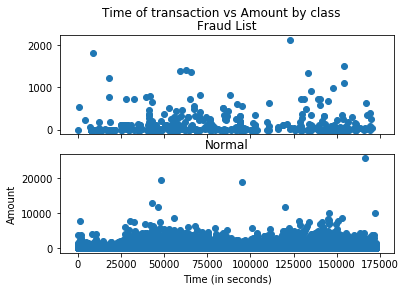 Time of transaction vs Amount by class
Fraud List
2000
1000
0
Normal
20000
10000
0
Amount
0 25000 50000 75000 100000 125000 150000 175000
Time (in seconds)